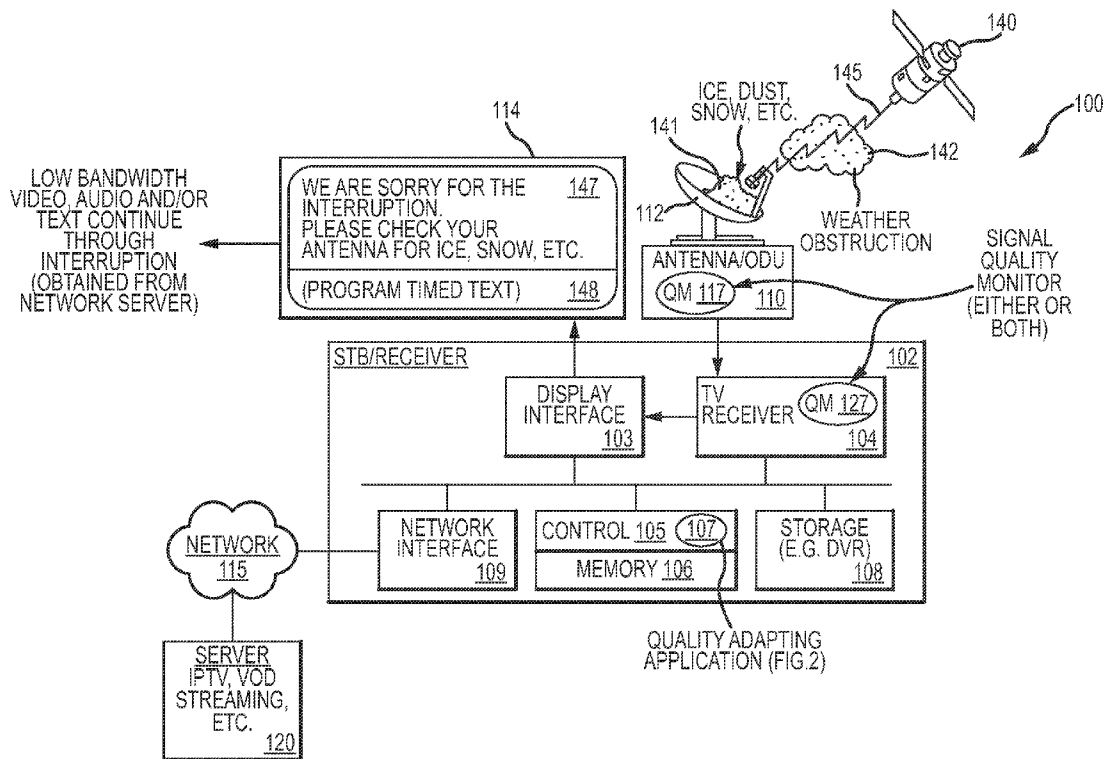 140
145
100
ICE, DUST,
SNOW, ETC.
114
141
142
LOW BANDWIDTH
VIDEO, AUDIO AND/OR
TEXT CONTINUE
THROUGH
INTERRUPTION
(OBTAINED FROM
NETWORK SERVER)
WE ARE SORRY FOR THE
INTERRUPTION.
147
PLEASE CHECK YOUR
ANTENNA FOR ICE, SNOW, ETC.
(PROGRAM TIMED TEXT)
148
112
WEATHER
OBSTRUCTION
SIGNAL
QUALITY
MONITOR
(EITHER OR
BOTH)
ANTENNA/ODU
QM 117
110
STB/RECEIVER
102
DISPLAY
INTERFACE
103
TV
RECEIVER
QM 127
104
NETWORK
115
NETWORK
INTERFACE
109
CONTROL 105
107
MEMORY 106
STORAGE
(E.G. DVR)
108
QUALITY ADAPTING
APPLICATION (FIG.2)
SERVER
IPTV, VOD
STREAMING,
ETC.
120